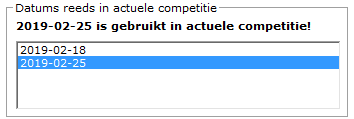 Datums reeds in actuele competitie
2019-02-25 is gebruikt in actuele competitie!
2019-02-18
2019-02-25